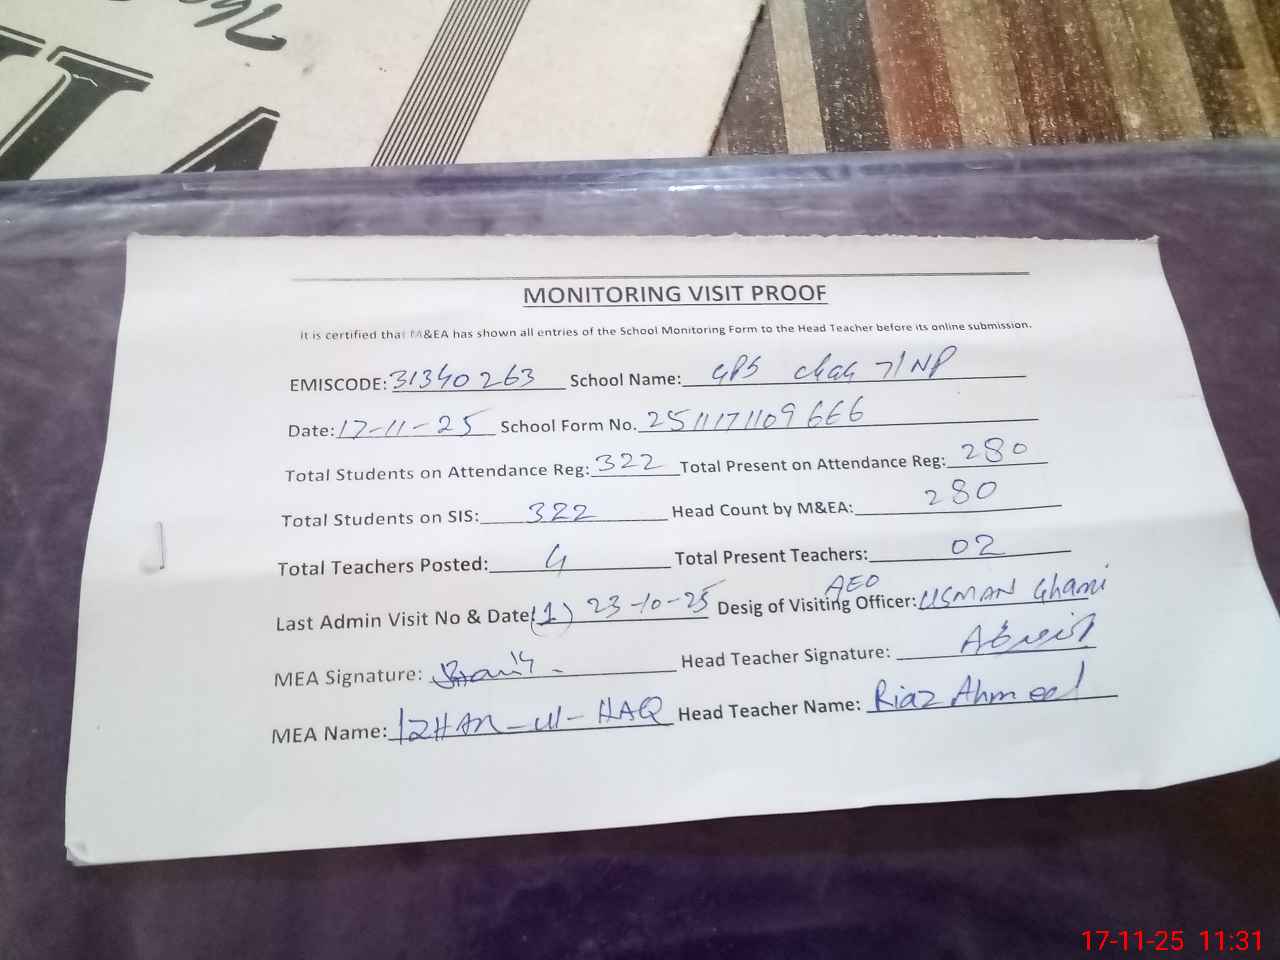 MONITORING VISIT PROOF
It is certified that M&EA has shown all entries of the School Monitoring Form to the Head Teacher before its online submission.
EMISCODE: 31340263 School Name: GPS Chak 71 NP
Date: 17-11-25 School Form No. 2511171109666
Total Students on Attendance Reg: 322 Total Present on Attendance Reg: 280
Total Students on SIS: 322 Head Count by M&EA: 280
Total Teachers Posted: 4 Total Present Teachers: 02
AEO
Last Admin Visit No & Date: (1) 23-10-25 Desig of Visiting Officer: USMAN Ghani
MEA Signature: Head Teacher Signature:
MEA Name: IZHAR-ul-HAQ Head Teacher Name: Riaz Ahmed
17-11-25 11:31